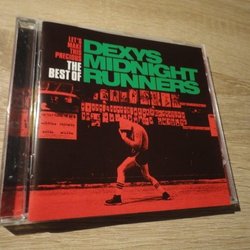 LET'S
MAKE THIS
PRECIOUS
THE
BEST OF
DEXYS
MIDNIGHT
RUNNERS